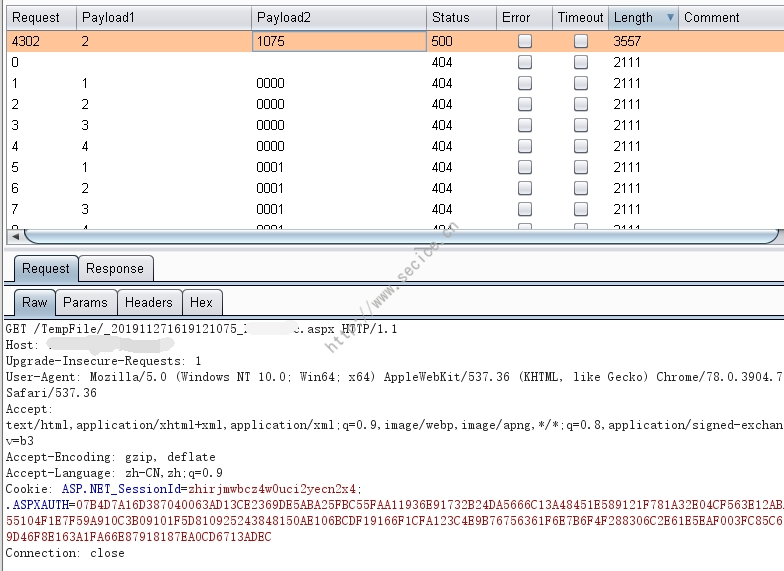 Request Payload1 Payload2 Status Error Timeout Length Comment
4302 2 1075 500 3557
0 404 2111
1 1 0000 404 2111
2 2 0000 404 2111
3 3 0000 404 2111
4 4 0000 404 2111
5 1 0001 404 2111
6 2 0001 404 2111
7 3 0001 404 2111
8 4 0001 404 2111
Request Response
Raw Params Headers Hex
GET /TempFile/_201911271619121075_ .aspx HTTP/1.1
Host:
Upgrade-Insecure-Requests: 1
User-Agent: Mozilla/5.0 (Windows NT 10.0; Win64; x64) AppleWebKit/537.36 (KHTML, like Gecko) Chrome/78.0.3904.7
Safari/537.36
Accept:
text/html,application/xhtml+xml,application/xml;q=0.9,image/webp,image/apng,*/*;q=0.8,application/signed-exchan
v=b3
Accept-Encoding: gzip, deflate
Accept-Language: zh-CN,zh;q=0.9
Cookie: ASP.NET_SessionId=zhirjmwbcz4w0uci2yecn2x4;
.ASPXAUTH=07B4D7A16D387040063AD13CE2369DE5ABA25FBC55FAA11936E91732B24DA5666C13A48451E589121F781A32E04CF563E12AB
55104F1E7F59A910C3B09101F5D810925243848150AE106BCDF19166F1CFA123C4E9B76756361F6E7B6F4F288306C2E61E5EAF003FC85C6
9D46F8E163A1FA66E87918187EA0CD6713ADEC
Connection: close
http://www.secice.cn